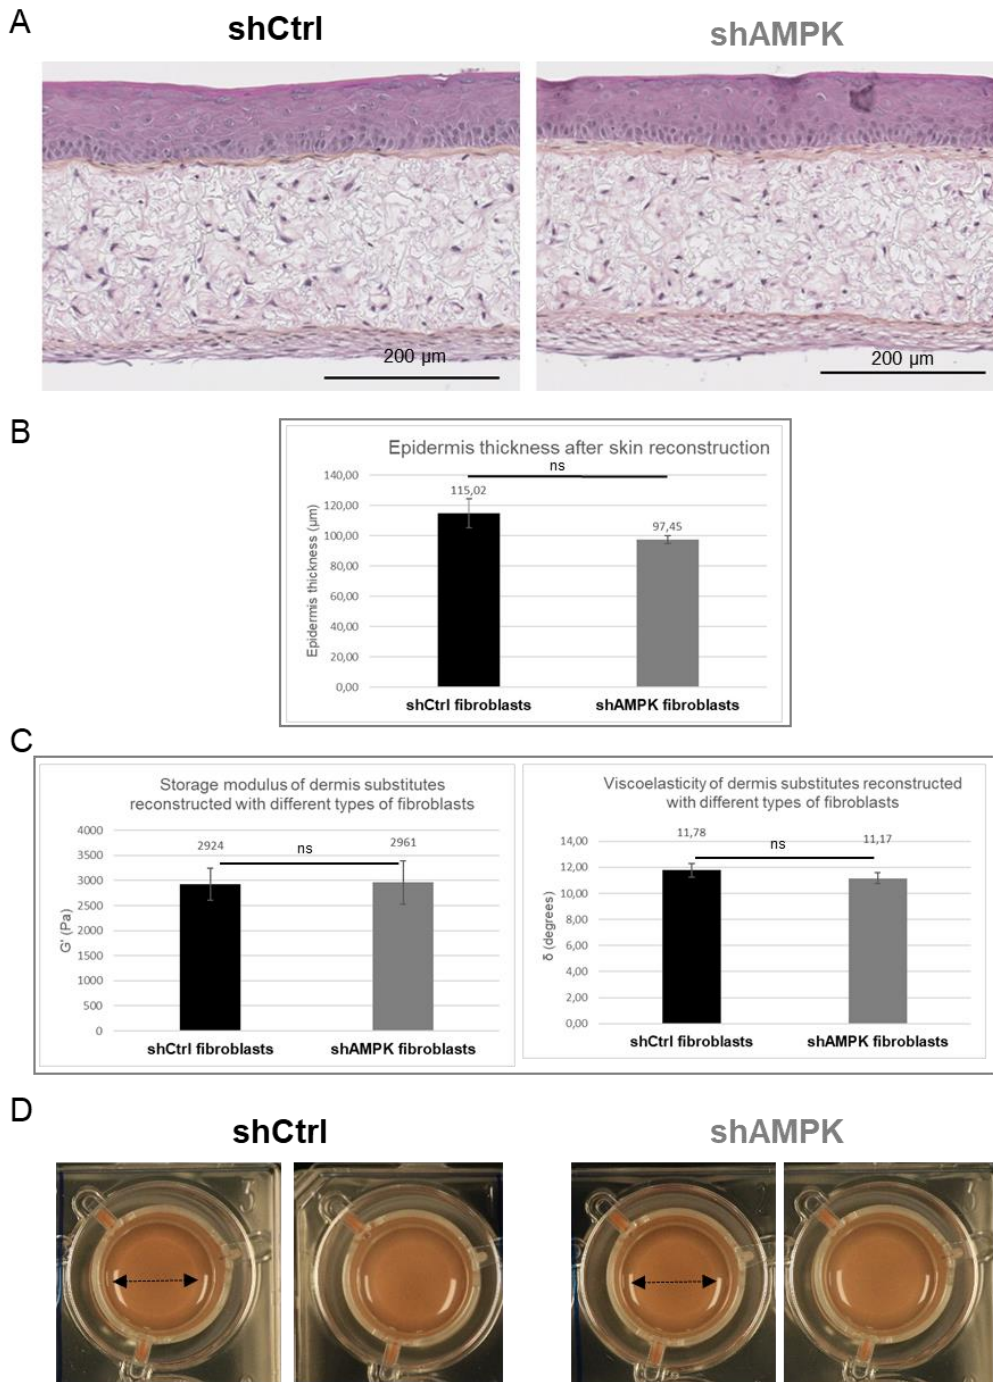 A
shCtrl
shAMPK
200 µm
200 µm
B
Epidermis thickness after skin reconstruction
ns
Epidermis thickness (µm)
140,00
120,00
100,00
80,00
60,00
40,00
20,00
0,00
115,02
97,45
shCtrl fibroblasts
shAMPK fibroblasts
C
Storage modulus of dermis substitutes
reconstructed with different types of fibroblasts
G' (Pa)
4000
3500
3000
2500
2000
1500
1000
500
0
2924
ns
2961
shCtrl fibroblasts
shAMPK fibroblasts
Viscoelasticity of dermis substitutes reconstructed
with different types of fibroblasts
δ (degrees)
14,00
12,00
10,00
8,00
6,00
4,00
2,00
0,00
11,78
ns
11,17
shCtrl fibroblasts
shAMPK fibroblasts
D
shCtrl
shAMPK